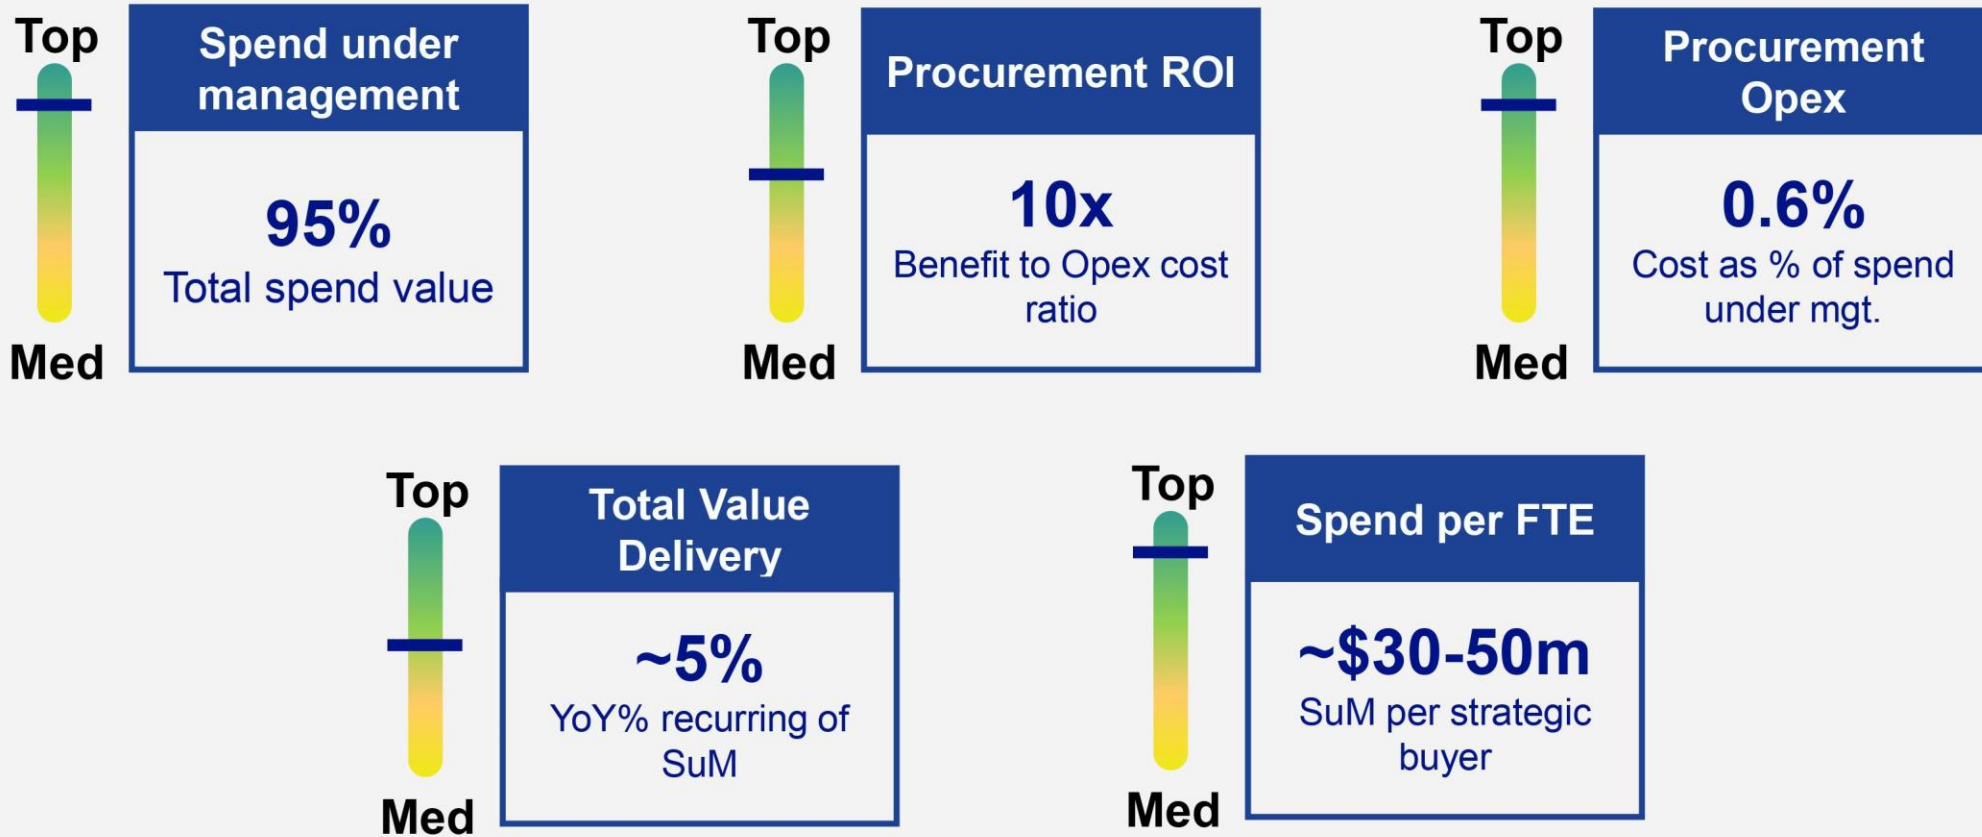 Top
Spend under
management
95%
Total spend value
Med
Top
Procurement ROI
10x
Benefit to Opex cost
ratio
Med
Top
Procurement
Opex
0.6%
Cost as % of spend
under mgt.
Med
Top
Total Value
Delivery
~5%
YoY% recurring of
SuM
Med
Top
Spend per FTE
~$30-50m
SuM per strategic
buyer
Med